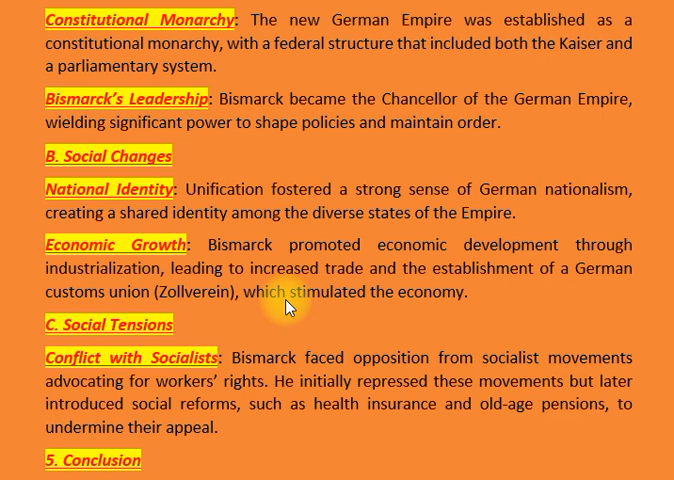 Constitutional Monarchy: The new German Empire was established as a
constitutional monarchy, with a federal structure that included both the Kaiser and
a parliamentary system.
Bismarck’s Leadership: Bismarck became the Chancellor of the German Empire,
wielding significant power to shape policies and maintain order.
B. Social Changes
National Identity: Unification fostered a strong sense of German nationalism,
creating a shared identity among the diverse states of the Empire.
Economic Growth: Bismarck promoted economic development through
industrialization, leading to increased trade and the establishment of a German
customs union (Zollverein), which stimulated the economy.
C. Social Tensions
Conflict with Socialists: Bismarck faced opposition from socialist movements
advocating for workers’ rights. He initially repressed these movements but later
introduced social reforms, such as health insurance and old-age pensions, to
undermine their appeal.
5. Conclusion